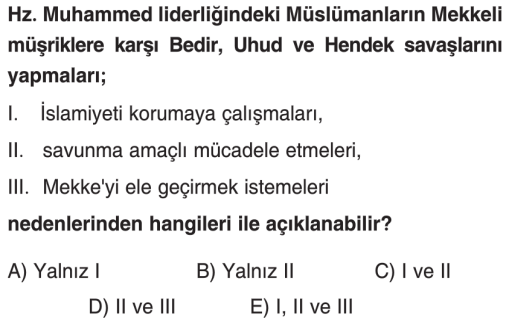 Hz. Muhammed liderliğindeki Müslümanların Mekkeli
müşriklere karşı Bedir, Uhud ve Hendek savaşlarını
yapmaları;
I. İslamiyeti korumaya çalışmaları,
II. savunma amaçlı mücadele etmeleri,
III. Mekke'yi ele geçirmek istemeleri
nedenlerinden hangileri ile açıklanabilir?
A) Yalnız I B) Yalnız II C) I ve II
D) II ve III E) I, II ve III